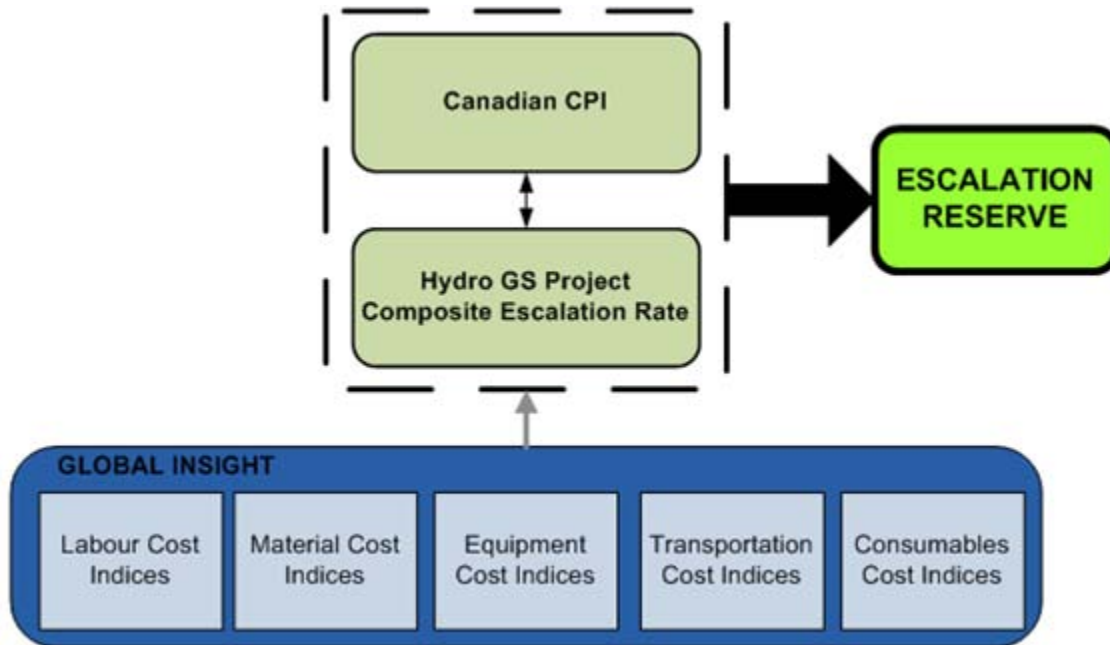 Canadian CPI
Hydro GS Project
Composite Escalation Rate
ESCALATION
RESERVE
GLOBAL INSIGHT
Labour Cost
Indices
Material Cost
Indices
Equipment
Cost Indices
Transportation
Cost Indices
Consumables
Cost Indices